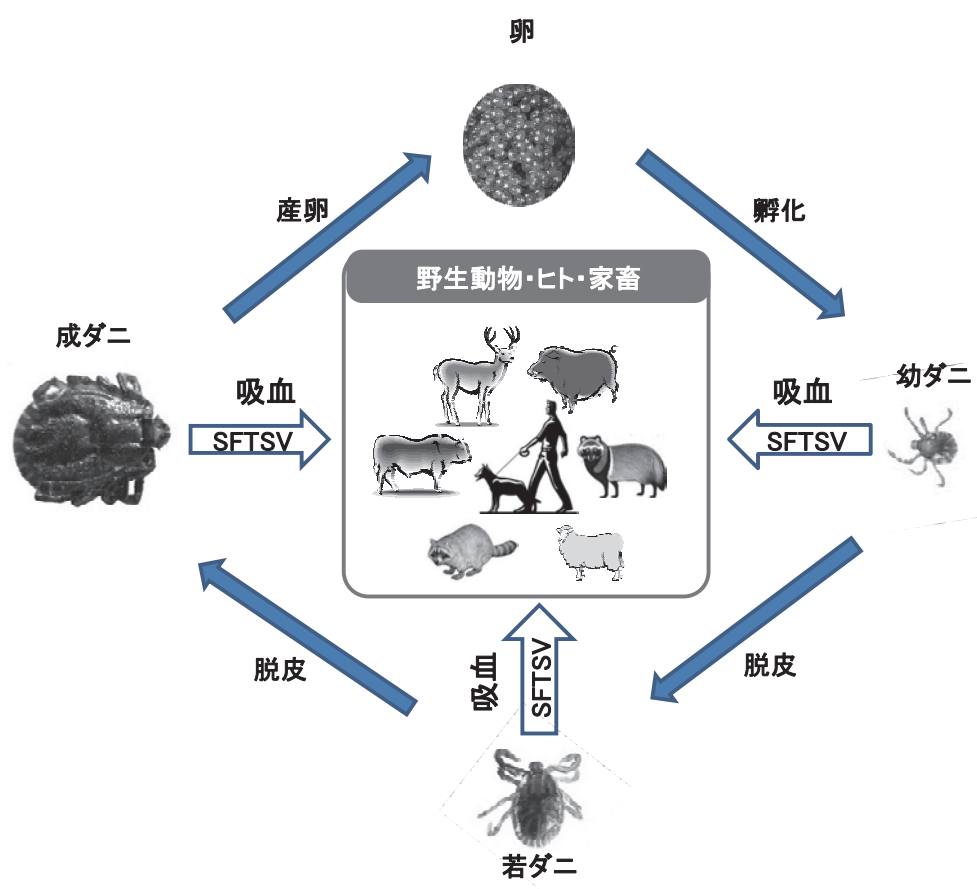 卵
産卵
孵化
野生動物・ヒト・家畜
成ダニ
幼ダニ
吸血
SFTSV
吸血
SFTSV
脱皮
吸血
SFTSV
脱皮
若ダニ